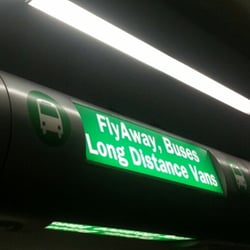 FlyAway, Buses
Long Distance Vans